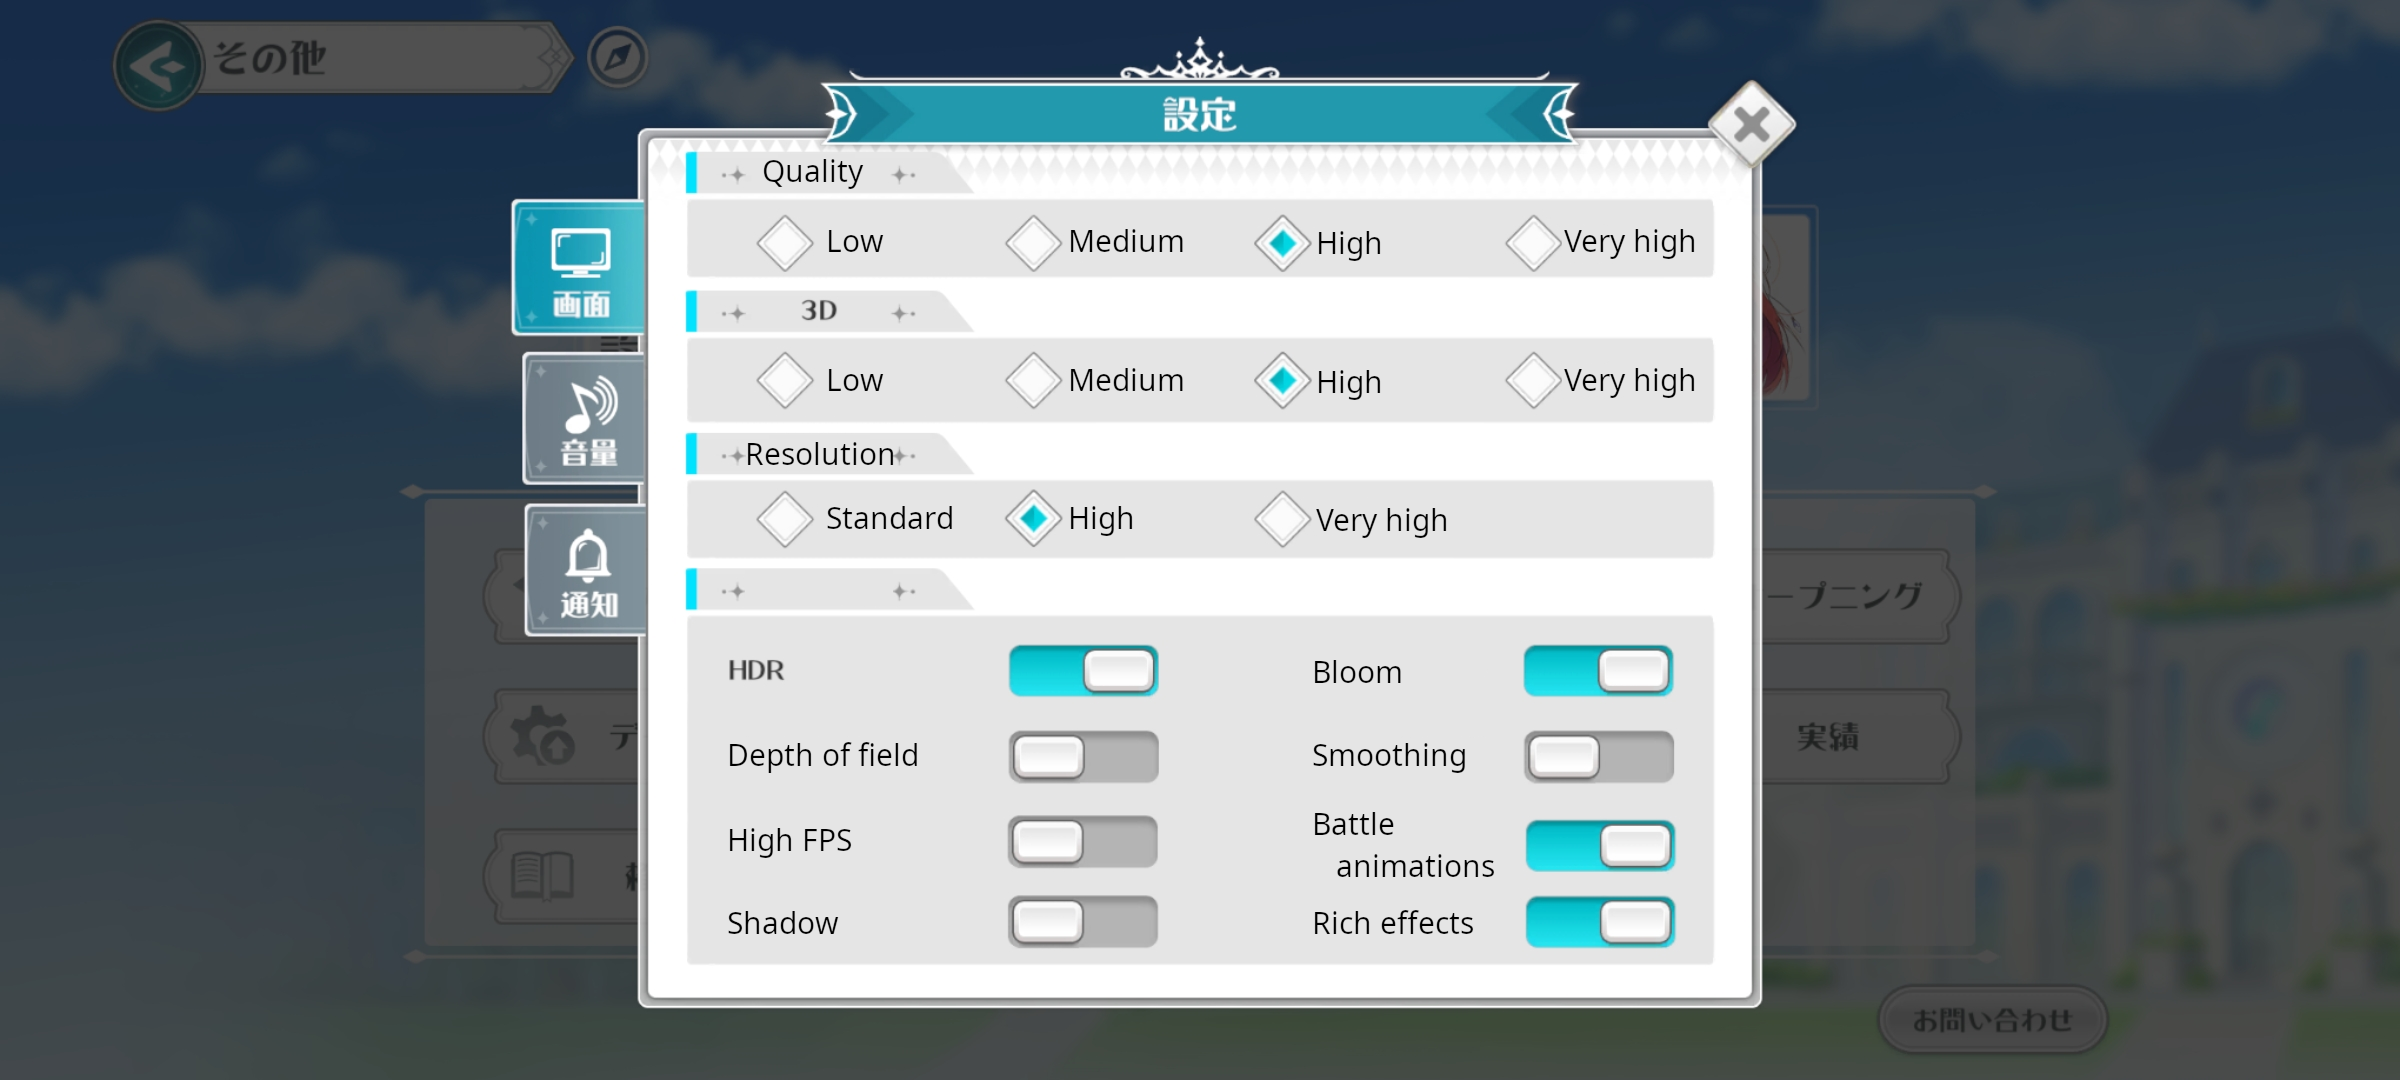 その他
設定
Quality
Low Medium High Very high
3D
Low Medium High Very high
Resolution
Standard High Very high
HDR Bloom
Depth of field Smoothing
High FPS Battle
animations
Shadow Rich effects
画面
音量
通知
ープニング
実績
お問い合わせ